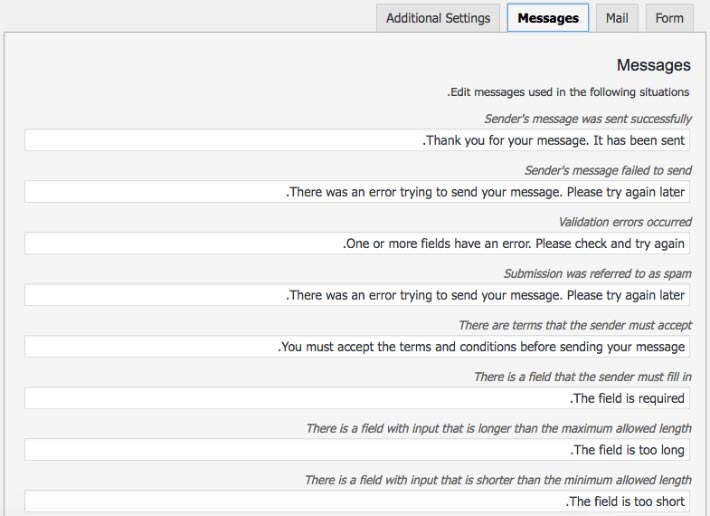 Additional Settings
Messages
Mail
Form
Messages
.Edit messages used in the following situations
Sender's message was sent successfully
.Thank you for your message. It has been sent
Sender's message failed to send
.There was an error trying to send your message. Please try again later
Validation errors occurred
.One or more fields have an error. Please check and try again
Submission was referred to as spam
.There was an error trying to send your message. Please try again later
There are terms that the sender must accept
.You must accept the terms and conditions before sending your message
There is a field that the sender must fill in
.The field is required
There is a field with input that is longer than the maximum allowed length
.The field is too long
There is a field with input that is shorter than the minimum allowed length
.The field is too short